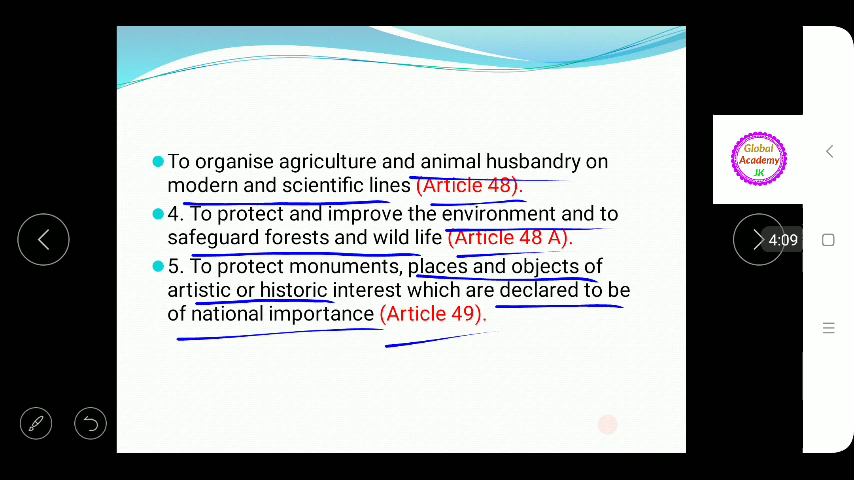 To organise agriculture and animal husbandry on
modern and scientific lines (Article 48).
4. To protect and improve the environment and to
safeguard forests and wild life (Article 48 A).
5. To protect monuments, places and objects of
artistic or historic interest which are declared to be
of national importance (Article 49).
Global
Academy
JK
4:09